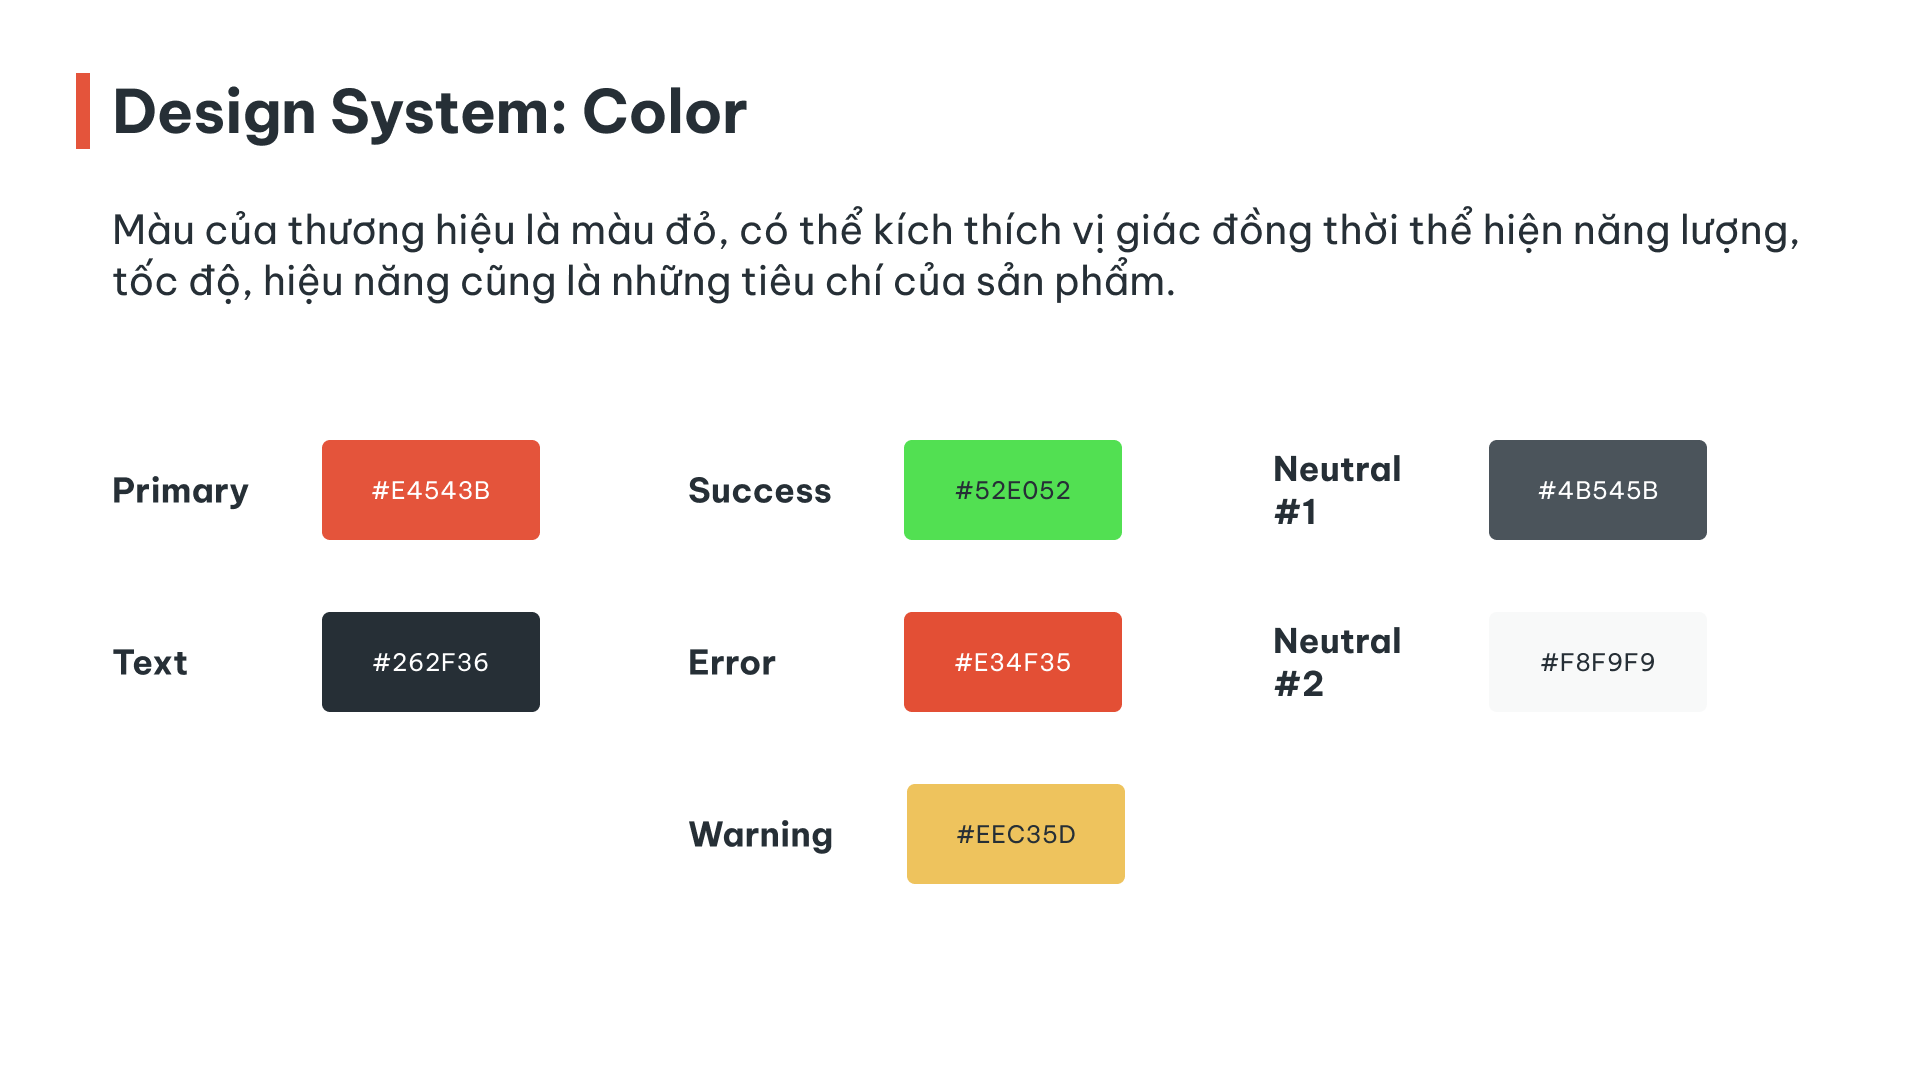 Design System: Color
Màu của thương hiệu là màu đỏ, có thể kích thích vị giác đồng thời thể hiện năng lượng,
tốc độ, hiệu năng cũng là những tiêu chí của sản phẩm.
Primary
#E4543B
Success
#52E052
Neutral
#1
#4B545B
Text
#262F36
Error
#E34F35
Neutral
#2
#F8F9F9
Warning
#EEC35D